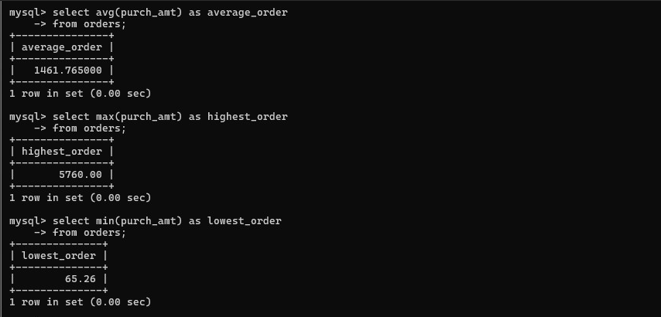 mysql> select avg(purch_amt) as average_order
    -> from orders;
+---------------+
| average_order |
+---------------+
|   1461.765000 |
+---------------+
1 row in set (0.00 sec)

mysql> select max(purch_amt) as highest_order
    -> from orders;
+---------------+
| highest_order |
+---------------+
|       5760.00 |
+---------------+
1 row in set (0.00 sec)

mysql> select min(purch_amt) as lowest_order
    -> from orders;
+--------------+
| lowest_order |
+--------------+
|        65.26 |
+--------------+
1 row in set (0.00 sec)